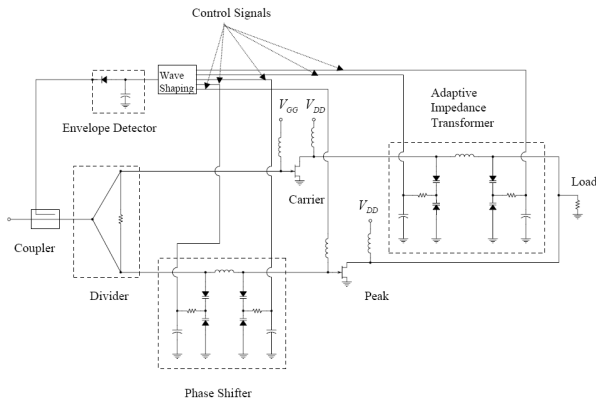 Control Signals
Wave
Shaping
Adaptive
Impedance
Transformer
Envelope Detector
VGG
VDD
Carrier
Load
VDD
Coupler
Divider
Peak
Phase Shifter